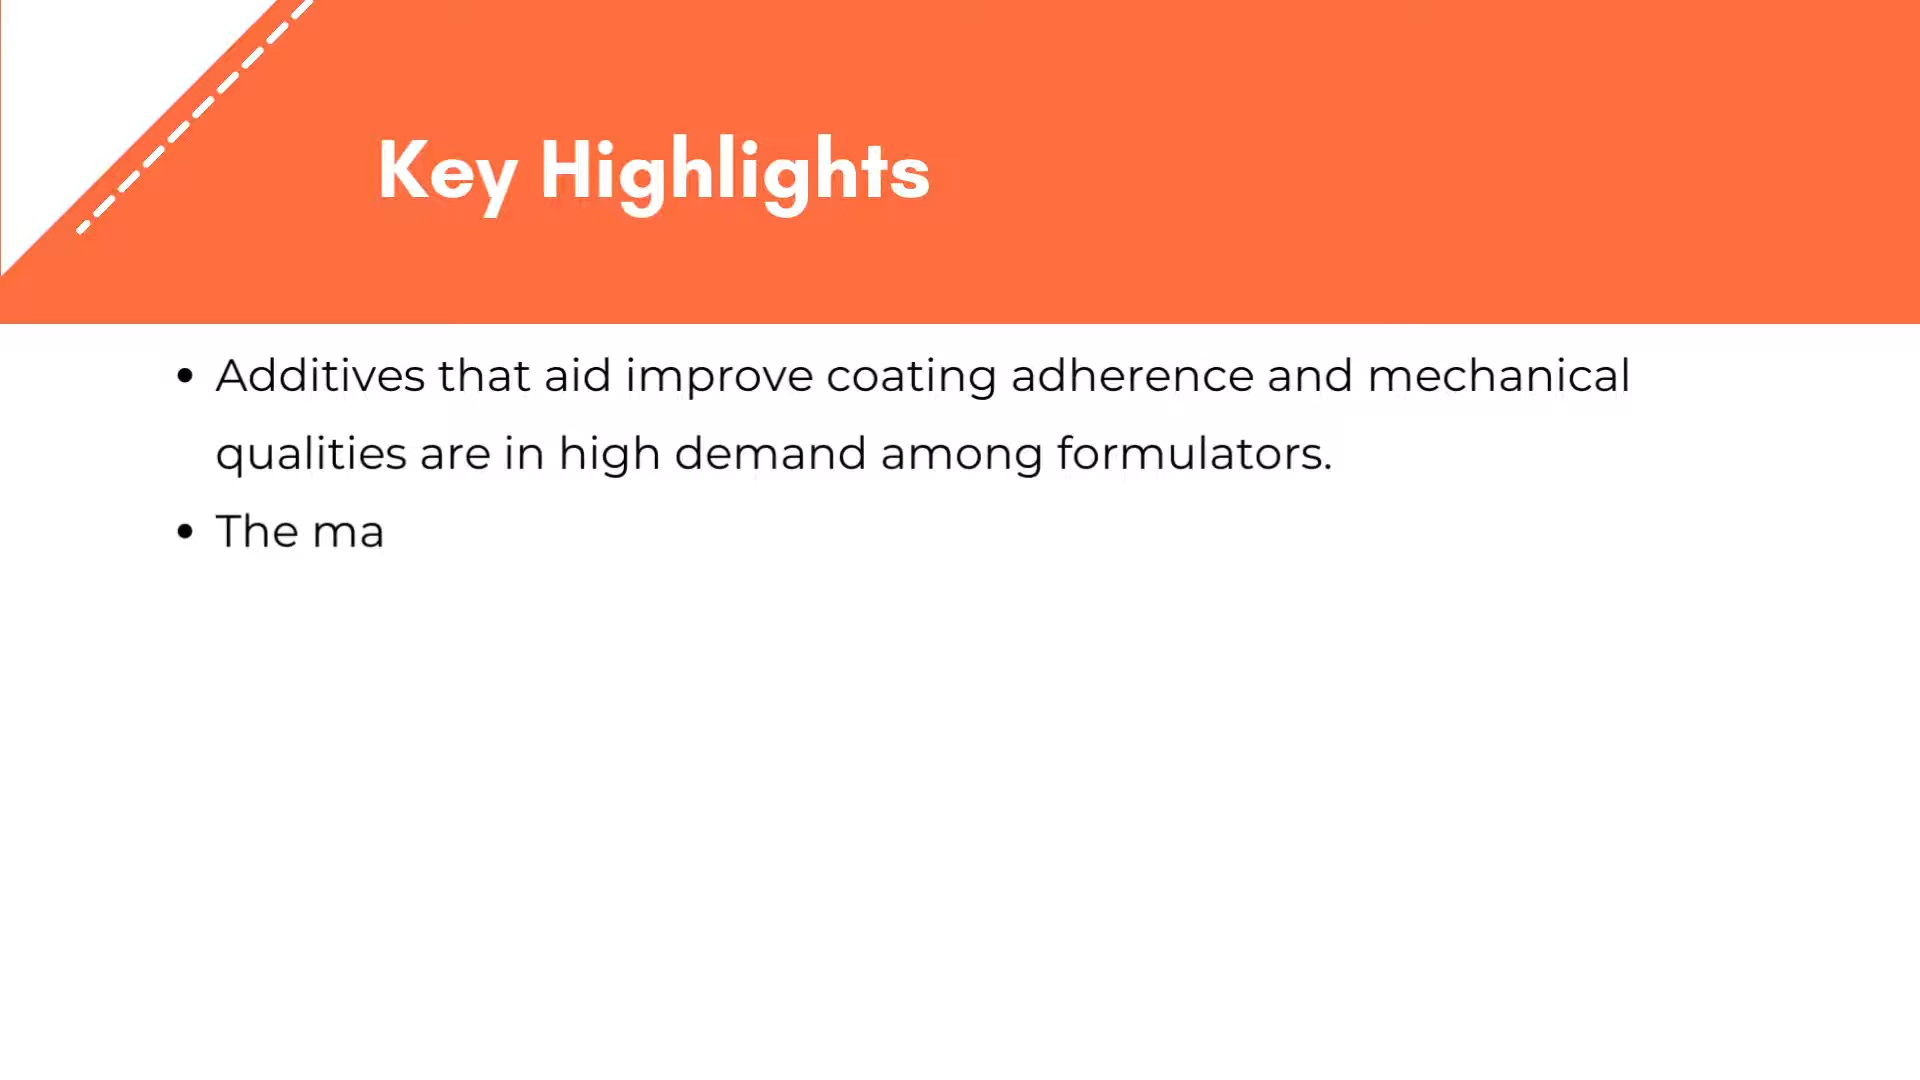 Key Highlights
• Additives that aid improve coating adherence and mechanical
qualities are in high demand among formulators.
• The ma